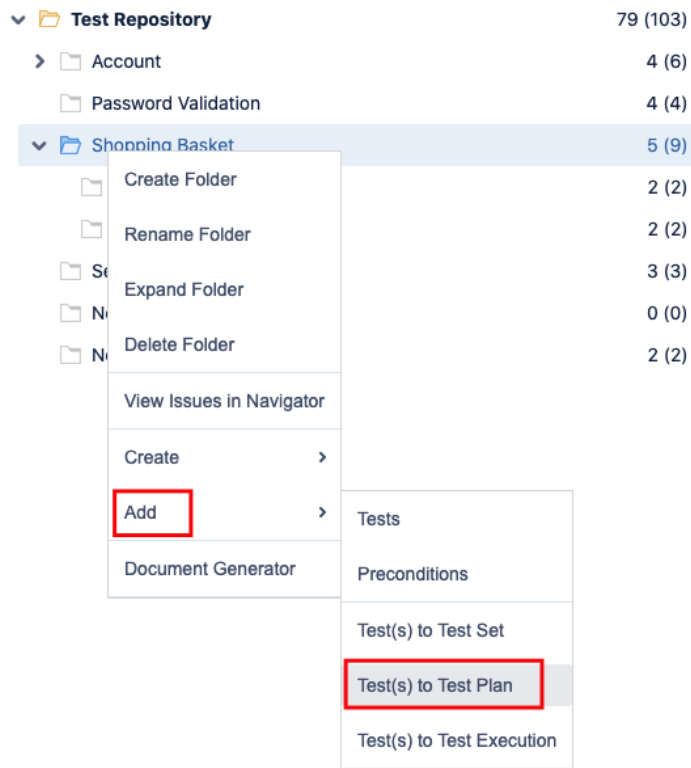 Test Repository 79 (103)
Account 4 (6)
Password Validation 4 (4)
Shopping Basket 5 (9)
2 (2)
2 (2)
3 (3)
0 (0)
2 (2)
Create Folder
Rename Folder
Expand Folder
Delete Folder
View Issues in Navigator
Create
Add
Document Generator
Tests
Preconditions
Test(s) to Test Set
Test(s) to Test Plan
Test(s) to Test Execution